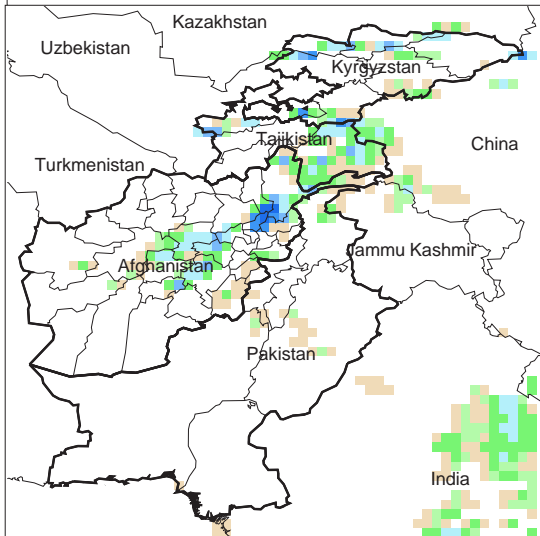 Kazakhstan
Uzbekistan
Kyrgyzstan
Tajikistan
China
Turkmenistan
Jammu Kashmir
Afghanistan
Pakistan
India